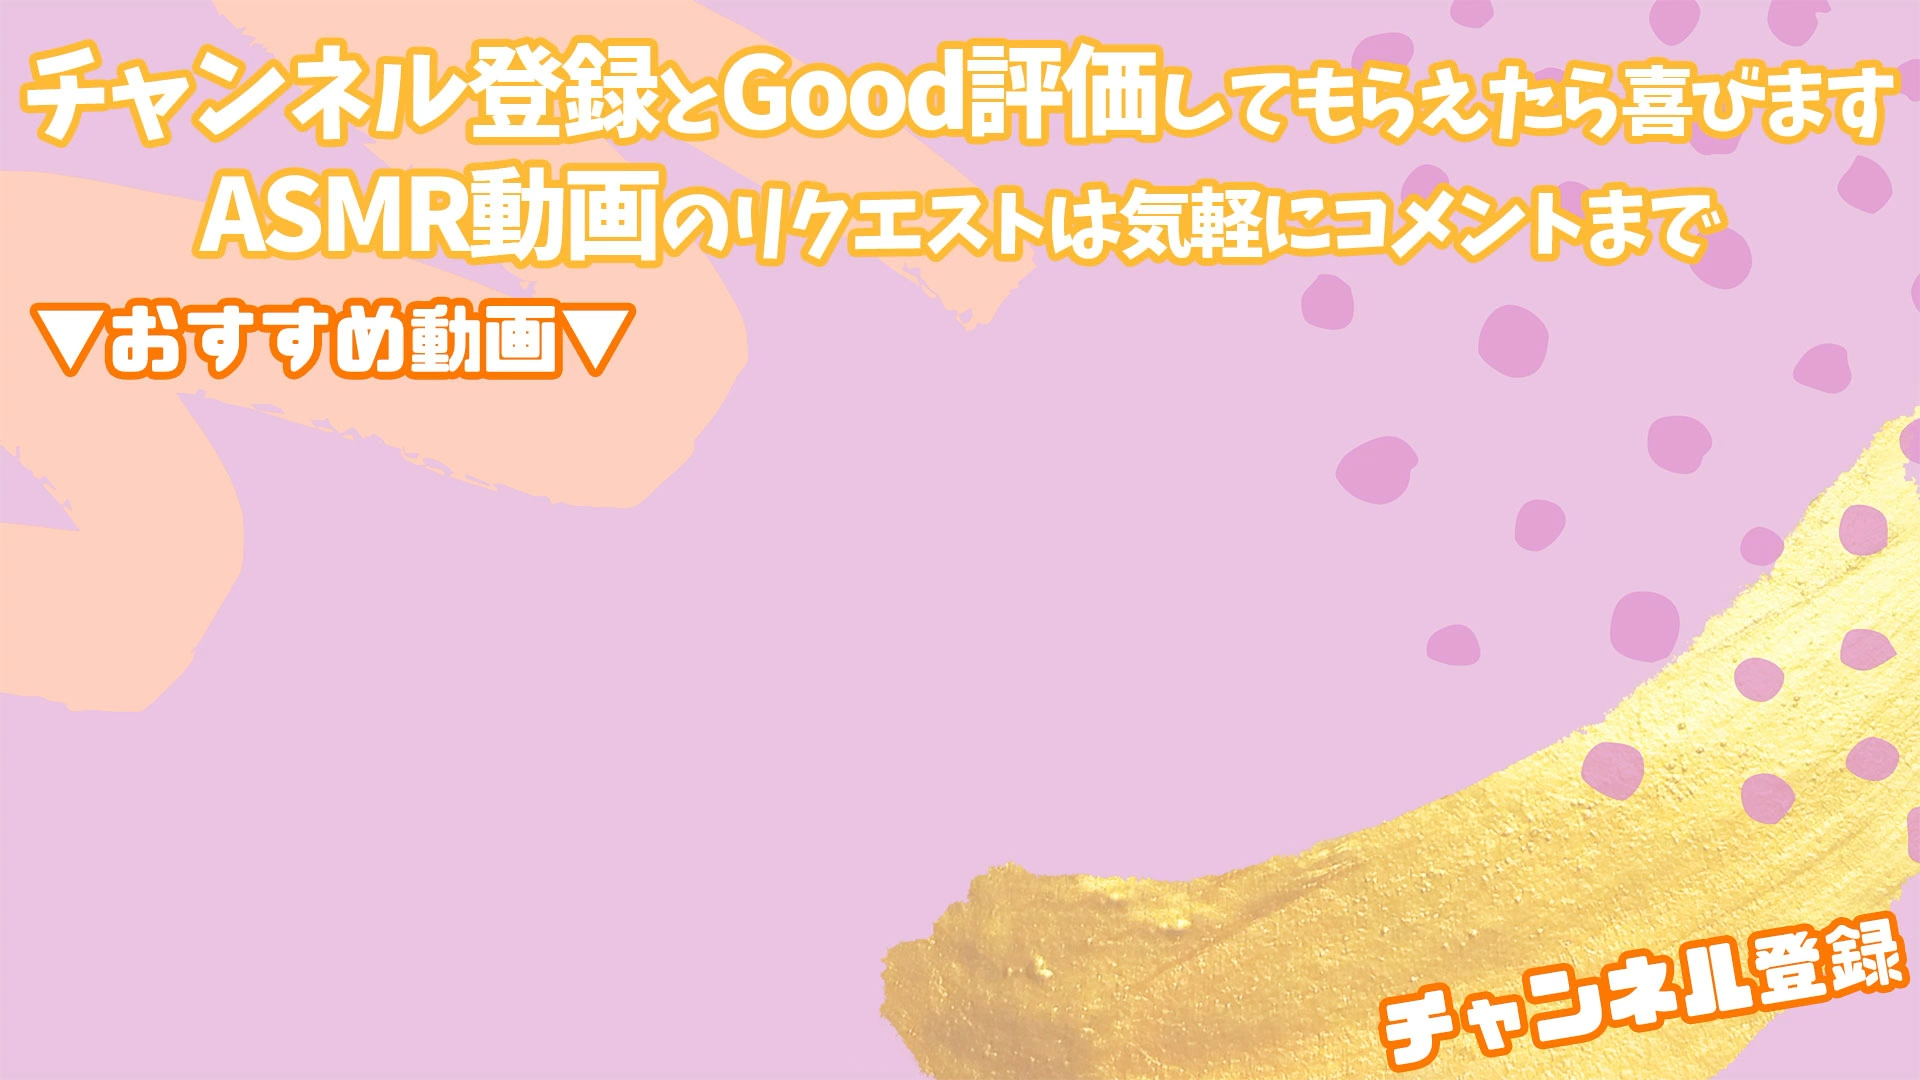 チャンネル登録とGood評価してもらえたら喜びます
ASMR動画のリクエストは気軽にコメントまで
▼おすすめ動画▼
チャンネル登録